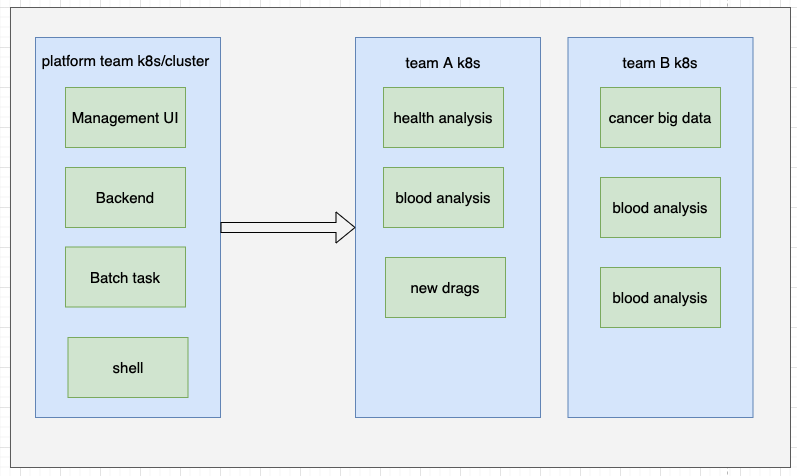 platform team k8s/cluster
Management UI
Backend
Batch task
shell
team A k8s
health analysis
blood analysis
new drags
team B k8s
cancer big data
blood analysis
blood analysis